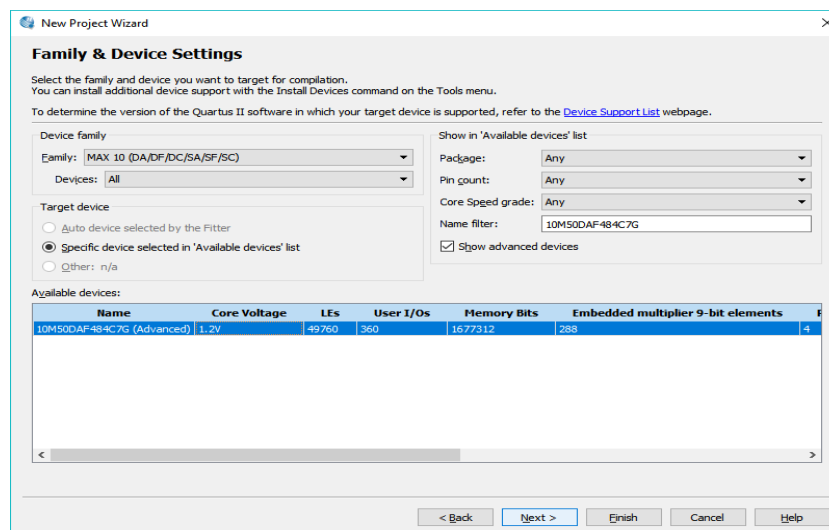 New Project Wizard
Family & Device Settings
Select the family and device you want to target for compilation.
You can install additional device support with the Install Devices command on the Tools menu.
To determine the version of the Quartus II software in which your target device is supported, refer to the Device Support List webpage.
Device family
Family: MAX 10 (DA/DF/DC/SA/SF/SC)
Devices: All
Target device
Auto device selected by the Fitter
Specific device selected in 'Available devices' list
Other: n/a
Show in 'Available devices' list
Package: Any
Pin count: Any
Core Speed grade: Any
Name filter: 10M50DAF484C7G
Show advanced devices
Available devices:
Name Core Voltage LEs User I/Os Memory Bits Embedded multiplier 9-bit elements
10M50DAF484C7G (Advanced) 1.2V 49760 360 1677312 288 4
< Back Next > Finish Cancel Help